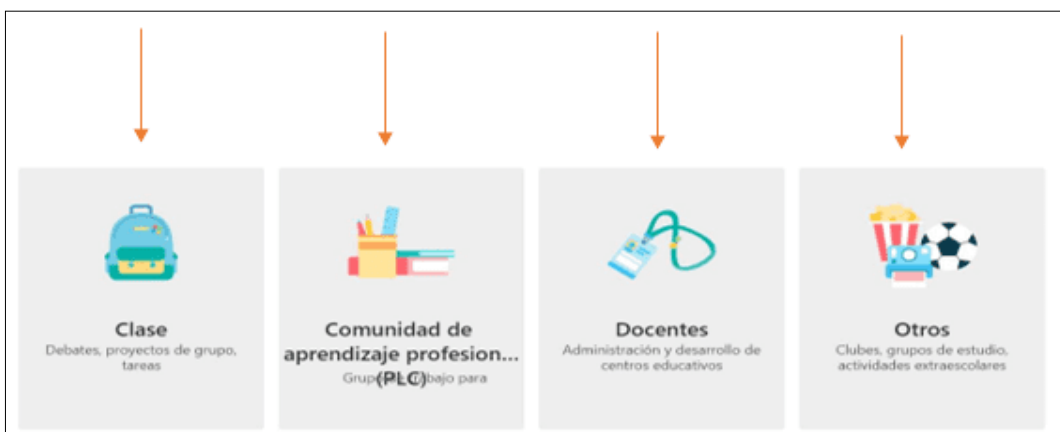 Clase
Debates, proyectos de grupo,
tareas
Comunidad de
aprendizaje profesion...
(PLC)
Grupo bajo para
Docentes
Administración y desarrollo de
centros educativos
Otros
Clubes, grupos de estudio,
actividades extraescolares